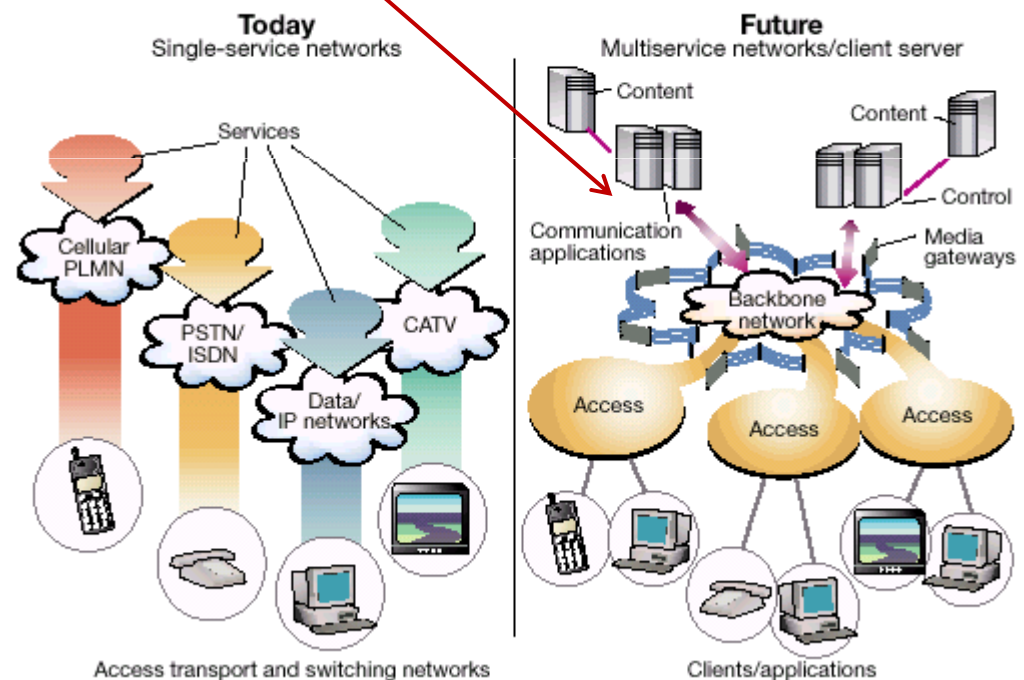 Today
Single-service networks
Services
Cellular
PLMN
PSTN/
ISDN
Data/
IP networks
CATV
Access transport and switching networks
Future
Multiservice networks/client server
Content
Content
Control
Communication
applications
Media
gateways
Backbone
network
Access
Access
Access
Clients/applications